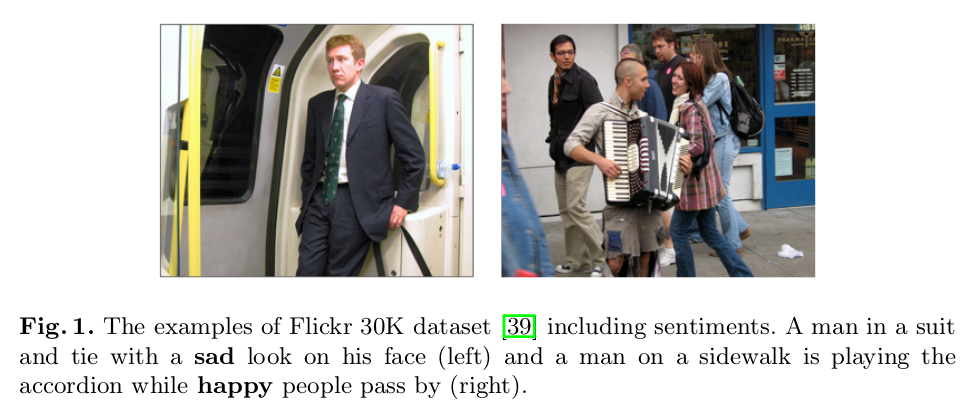 Fig. 1. The examples of Flickr 30K dataset [39] including sentiments. A man in a suit
and tie with a sad look on his face (left) and a man on a sidewalk is playing the
accordion while happy people pass by (right).